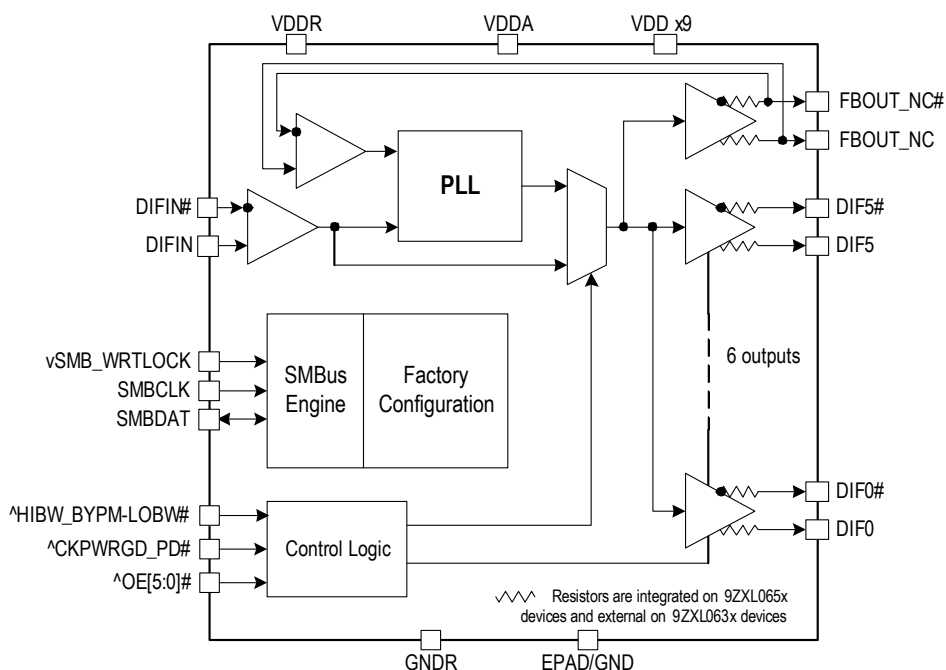 VDDR
VDDA
VDD x9
FBOUT_NC#
FBOUT_NC
PLL
DIFIN#
DIFIN
DIF5#
DIF5
vSMB_WRTLOCK
SMBCLK
SMBDAT
SMBus
Engine
Factory
Configuration
6 outputs
^HIBW_BYPM-LOBW#
^CKPWRGD_PD#
^OE[5:0]#
Control Logic
DIF0#
DIF0
Resistors are integrated on 9ZXL065x
devices and external on 9ZXL063x devices
GNDR
EPAD/GND